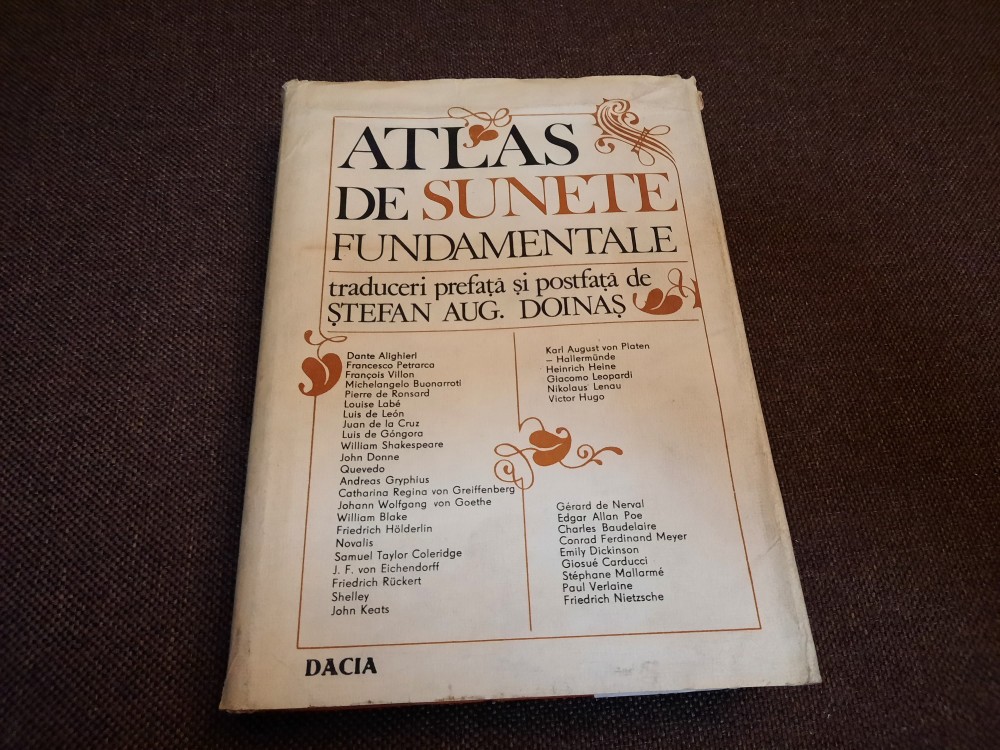 ATLAS
DE SUNETE
FUNDAMENTALE
traduceri prefață și postfață de
ȘTEFAN AUG. DOINAȘ
Dante Alighieri
Francesco Petrarca
François Villon
Michelangelo Buonarroti
Pierre de Ronsard
Louise Labé
Luis de León
Juan de la Cruz
Luis de Góngora
William Shakespeare
John Donne
Quevedo
Andreas Gryphius
Catharina Regina von Greiffenberg
Johann Wolfgang von Goethe
William Blake
Friedrich Hölderlin
Novalis
Samuel Taylor Coleridge
J. F. von Eichendorff
Friedrich Rückert
Shelley
John Keats
Karl August von Platen
– Hallermünde
Heinrich Heine
Giacomo Leopardi
Nikolaus Lenau
Victor Hugo
Gérard de Nerval
Edgar Allan Poe
Charles Baudelaire
Conrad Ferdinand Meyer
Emily Dickinson
Giosué Carducci
Stéphane Mallarmé
Paul Verlaine
Friedrich Nietzsche
DACIA